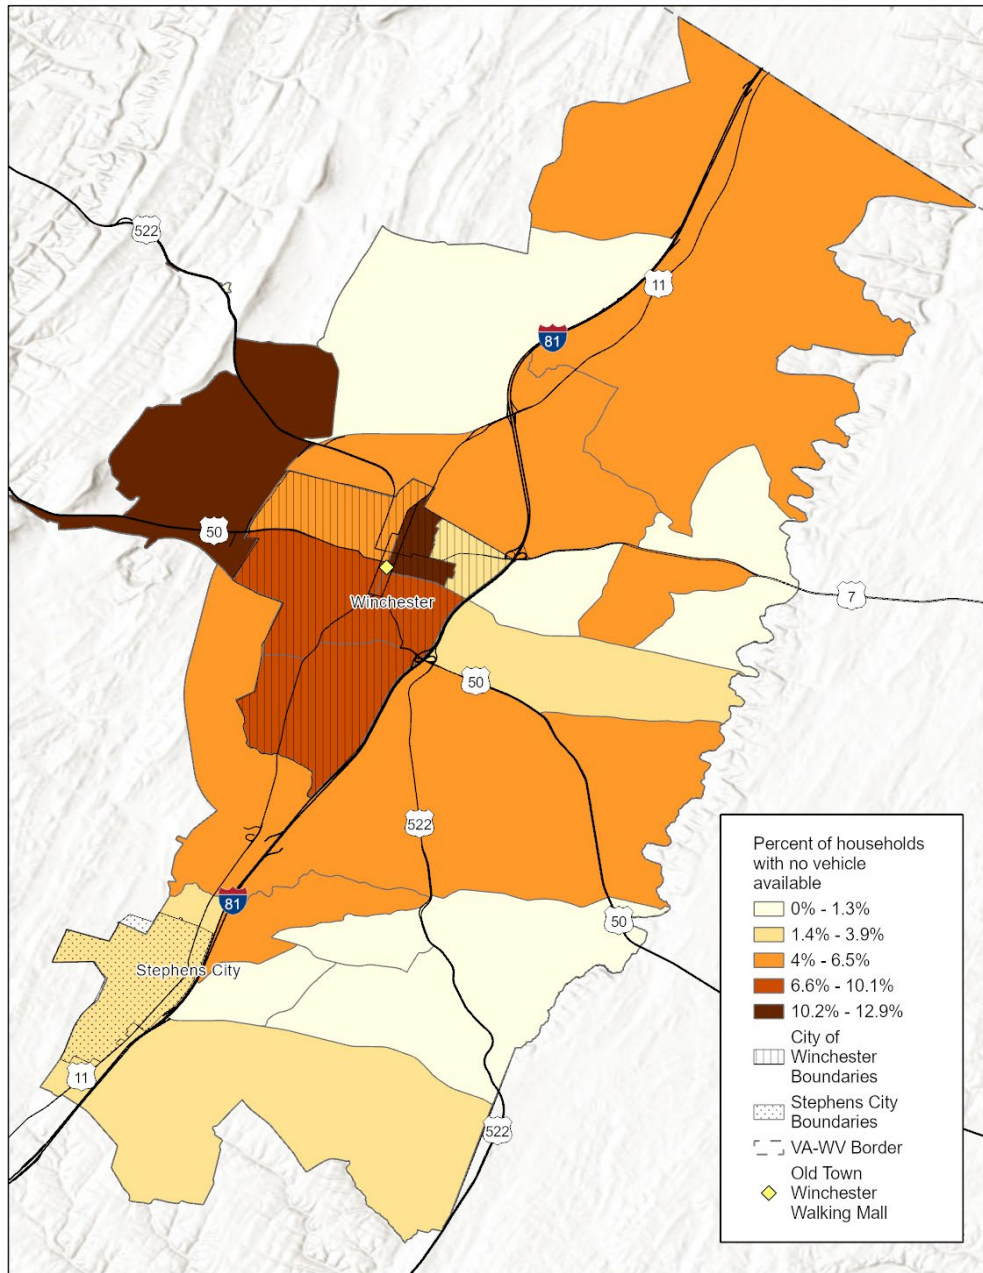 522
11
81
50
7
Winchester
50
522
81
50
Stephens City
11
522
Percent of households
with no vehicle
available
0% - 1.3%
1.4% - 3.9%
4% - 6.5%
6.6% - 10.1%
10.2% - 12.9%
City of
Winchester
Boundaries
Stephens City
Boundaries
VA-WV Border
Old Town
Winchester
Walking Mall